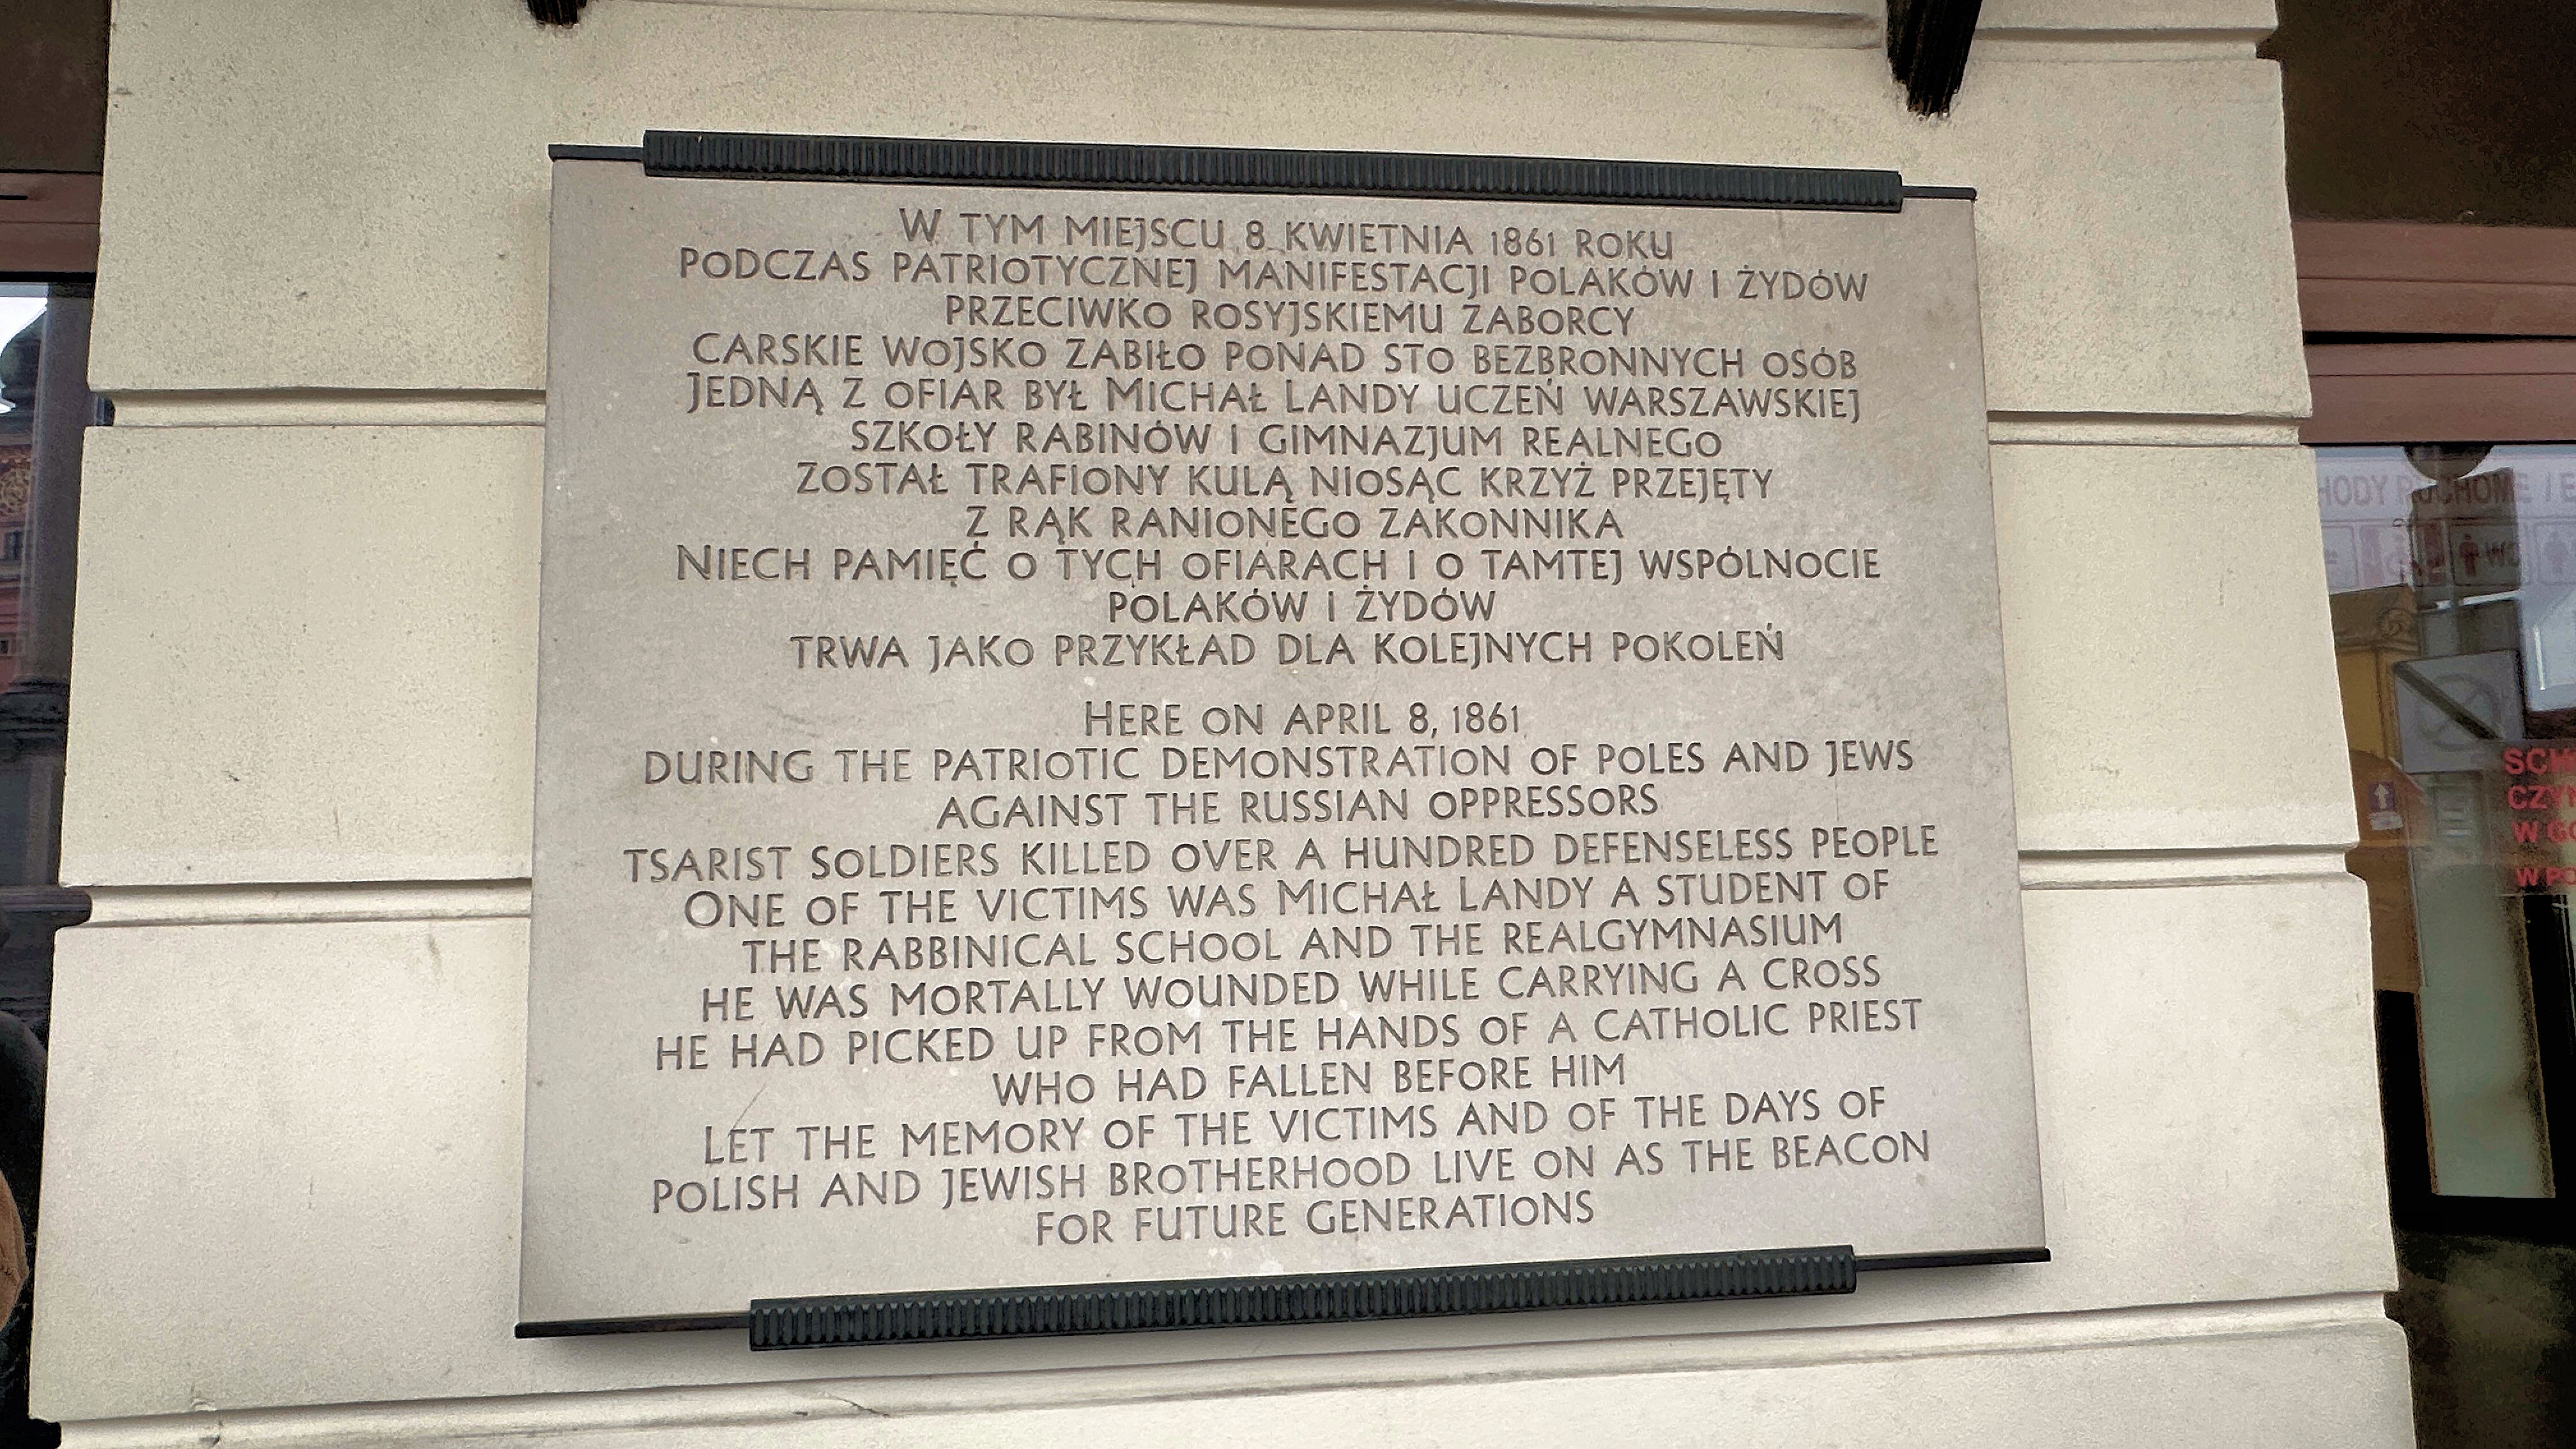 W TYM MIEJSCU 8 KWIETNIA 1861 ROKU
PODCZAS PATRIOTYCZNEJ MANIFESTACJI POLAKÓW I ŻYDÓW
PRZECIWKO ROSYJSKIEMU ZABORCY
CARSKIE WOJSKO ZABIŁO PONAD STO BEZBRONNYCH OSÓB
JEDNĄ Z OFIAR BYŁ MICHAŁ LANDY UCZEŃ WARSZAWSKIEJ
SZKOŁY RABINÓW I GIMNAZJUM REALNEGO
ZOSTAŁ TRAFIONY KULĄ NIOSĄC KRZYŻ PRZEJĘTY
Z RĄK RANIONEGO ZAKONNIKA
NIECH PAMIĘĆ O TYCH OFIARACH I O TAMTEJ WSPÓLNOCIE
POLAKÓW I ŻYDÓW
TRWA JAKO PRZYKŁAD DLA KOLEJNYCH POKOLEŃ
HERE ON APRIL 8, 1861
DURING THE PATRIOTIC DEMONSTRATION OF POLES AND JEWS
AGAINST THE RUSSIAN OPPRESSORS
TSARIST SOLDIERS KILLED OVER A HUNDRED DEFENSELESS PEOPLE
ONE OF THE VICTIMS WAS MICHAŁ LANDY A STUDENT OF
THE RABBINICAL SCHOOL AND THE REALGYMNASIUM
HE WAS MORTALLY WOUNDED WHILE CARRYING A CROSS
HE HAD PICKED UP FROM THE HANDS OF A CATHOLIC PRIEST
WHO HAD FALLEN BEFORE HIM
LET THE MEMORY OF THE VICTIMS AND OF THE DAYS OF
POLISH AND JEWISH BROTHERHOOD LIVE ON AS THE BEACON
FOR FUTURE GENERATIONS